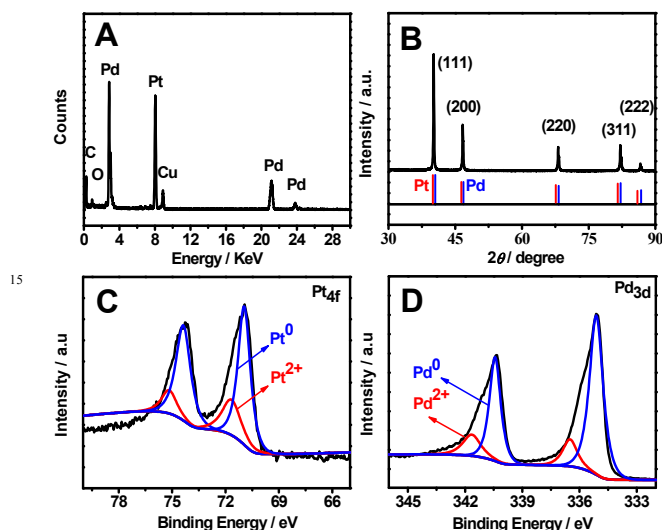 A
Pd
Pt
C
O
Cu
Pd
Pd
Counts
0 4 8 12 16 20 24 28
Energy / KeV
B
(111)
(200)
(220)
(311)
(222)
Pt
Pd
Intensity / a.u.
30 45 60 75 90
2θ / degree
15
C
Pt4f
Pt0
Pt2+
Intensity / a.u
78 75 72 69 66
Binding Energy / eV
D
Pd3d
Pd0
Pd2+
Intensity / a.u.
345 342 339 336 333
Binding Energy / eV